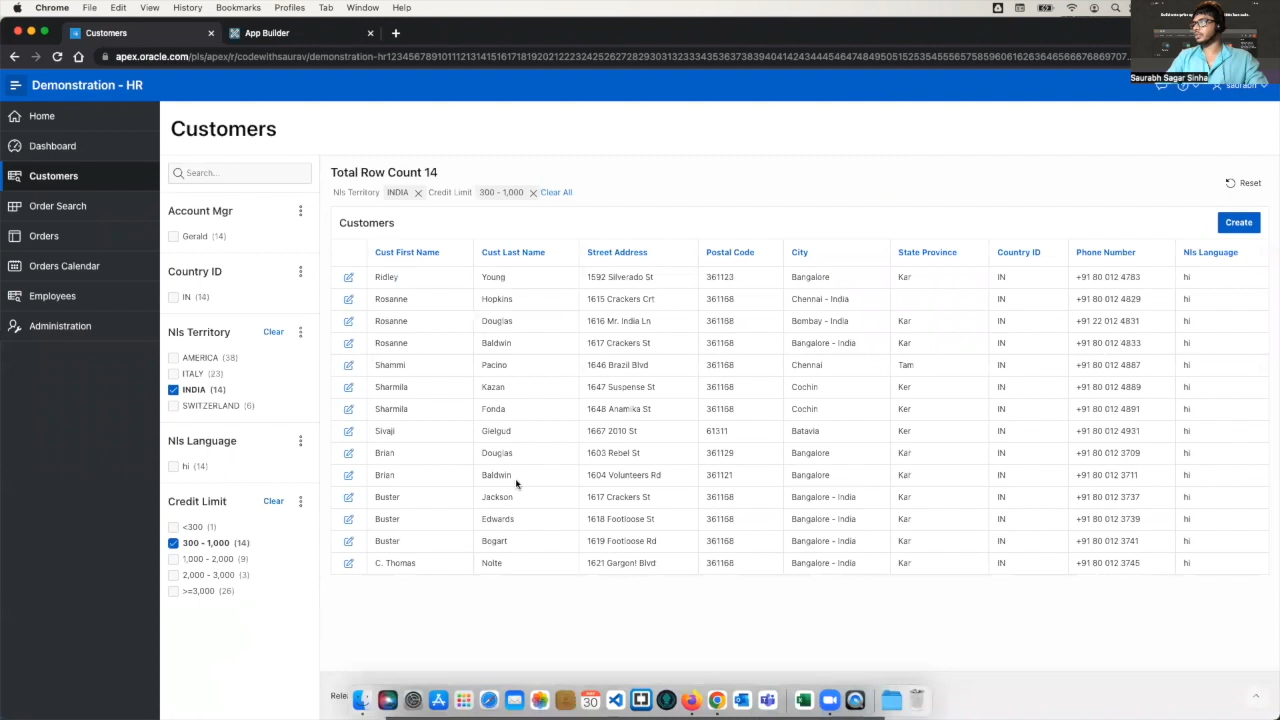 Chrome File Edit View History Bookmarks Profiles Tab Window Help
Customers App Builder
apex.oracle.com/pls/apex/r/codewithsaurav/demonstration-hr
Saurabh Sagar Sinha
Demonstration - HR saurabh
Home
Dashboard
Customers
Order Search
Orders
Orders Calendar
Employees
Administration
Customers
Search...
Account Mgr
Gerald (14)
Country ID
IN (14)
Nls Territory Clear
AMERICA (38)
ITALY (23)
INDIA (14)
SWITZERLAND (6)
Nls Language
hi (14)
Credit Limit Clear
<300 (1)
300 - 1,000 (14)
1,000 - 2,000 (9)
2,000 - 3,000 (3)
>=3,000 (26)
Total Row Count 14
Nls Territory INDIA Credit Limit 300 - 1,000 Clear All
Reset
Customers Create
Cust First Name Cust Last Name Street Address Postal Code City State Province Country ID Phone Number Nls Language
Ridley Young 1592 Silverado St 361123 Bangalore Kar IN +91 80 012 4783 hi
Rosanne Hopkins 1615 Crackers Crt 361168 Chennai - India IN +91 80 012 4829 hi
Rosanne Douglas 1616 Mr. India Ln 361168 Bombay - India Kar IN +91 22 012 4831 hi
Rosanne Baldwin 1617 Crackers St 361168 Bangalore - India Kar IN +91 80 012 4833 hi
Shammi Pacino 1646 Brazil Blvd 361168 Chennai Tam IN +91 80 012 4887 hi
Sharmila Kazan 1647 Suspense St 361168 Cochin Ker IN +91 80 012 4889 hi
Sharmila Fonda 1648 Anamika St 361168 Cochin Ker IN +91 80 012 4891 hi
Sivaji Gielgud 1667 2010 St 61311 Batavia Ker IN +91 80 012 4931 hi
Brian Douglas 1603 Rebel St 361129 Bangalore Kar IN +91 80 012 3709 hi
Brian Baldwin 1604 Volunteers Rd 361121 Bangalore Kar IN +91 80 012 3711 hi
Buster Jackson 1617 Crackers St 361168 Bangalore - India Kar IN +91 80 012 3737 hi
Buster Edwards 1618 Footloose St 361168 Bangalore - India Kar IN +91 80 012 3739 hi
Buster Bogart 1619 Footloose Rd 361168 Bangalore - India Kar IN +91 80 012 3741 hi
C. Thomas Nolte 1621 Gargon! Blvd 361168 Bangalore - India Kar IN +91 80 012 3745 hi
Rele
30